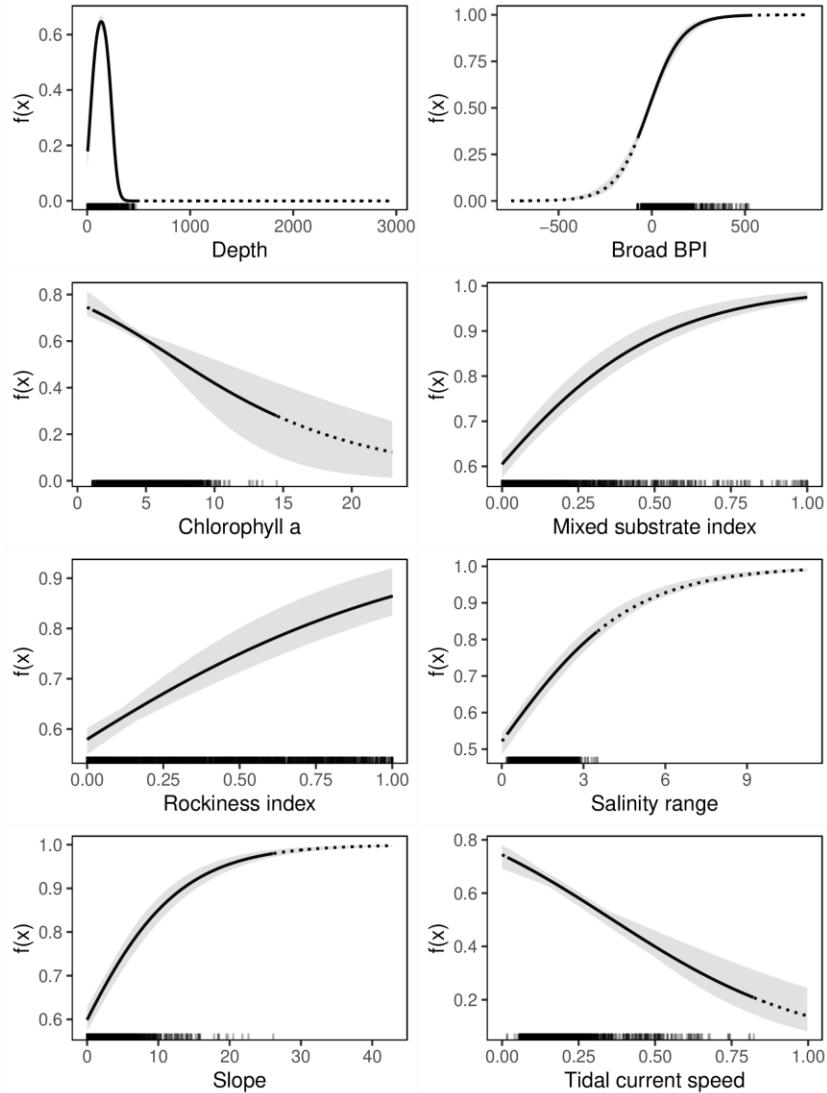 f(x)
0.6
0.4
0.2
0.0
0 1000 2000 3000
Depth
f(x)
1.00
0.75
0.50
0.25
0.00
−500 0 500
Broad BPI
f(x)
0.8
0.6
0.4
0.2
0.0
0 5 10 15 20
Chlorophyll a
f(x)
1.0
0.9
0.8
0.7
0.6
0.00 0.25 0.50 0.75 1.00
Mixed substrate index
f(x)
0.9
0.8
0.7
0.6
0.00 0.25 0.50 0.75 1.00
Rockiness index
f(x)
1.0
0.9
0.8
0.7
0.6
0.5
0 3 6 9
Salinity range
f(x)
1.0
0.9
0.8
0.7
0.6
0 10 20 30 40
Slope
f(x)
0.8
0.6
0.4
0.2
0.00 0.25 0.50 0.75 1.00
Tidal current speed